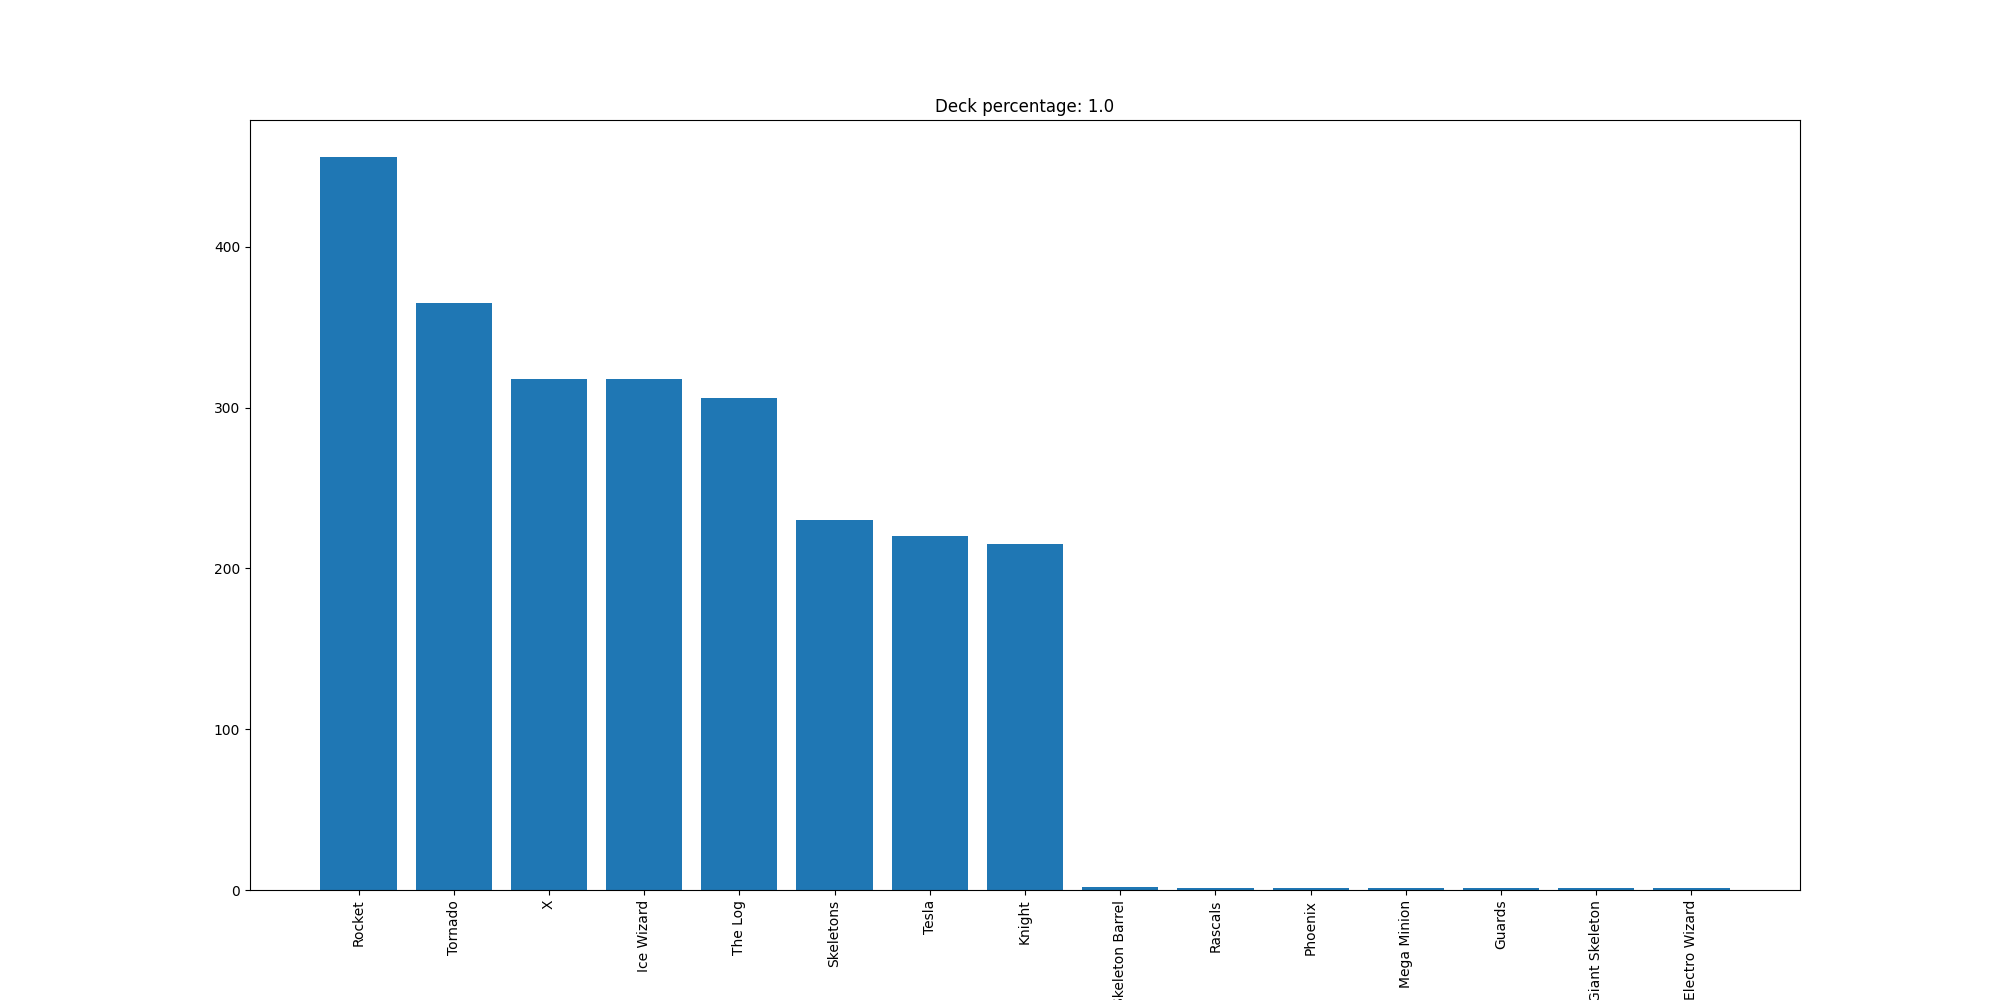 Deck percentage: 1.0
400
300
200
100
0
Rocket
Tornado
X
Ice Wizard
The Log
Skeletons
Tesla
Knight
Skeleton Barrel
Rascals
Phoenix
Mega Minion
Guards
Giant Skeleton
Electro Wizard